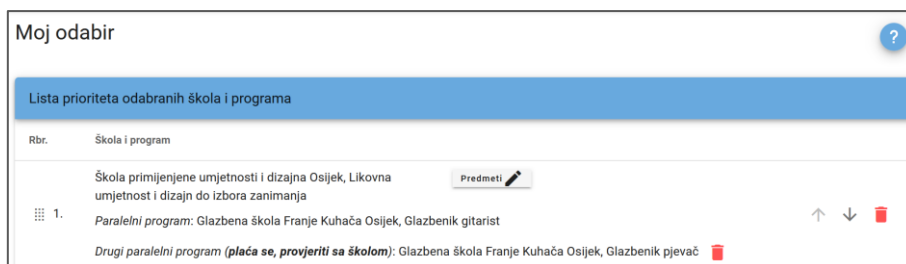 Moj odabir
?
Lista prioriteta odabranih škola i programa
Rbr. Škola i program
Škola primijenjene umjetnosti i dizajna Osijek, Likovna Predmeti
umjetnost i dizajn do izbora zanimanja
1.
Paralelni program: Glazbena škola Franje Kuhača Osijek, Glazbenik gitarist
Drugi paralelni program (plaća se, provjeriti sa školom): Glazbena škola Franje Kuhača Osijek, Glazbenik pjevač